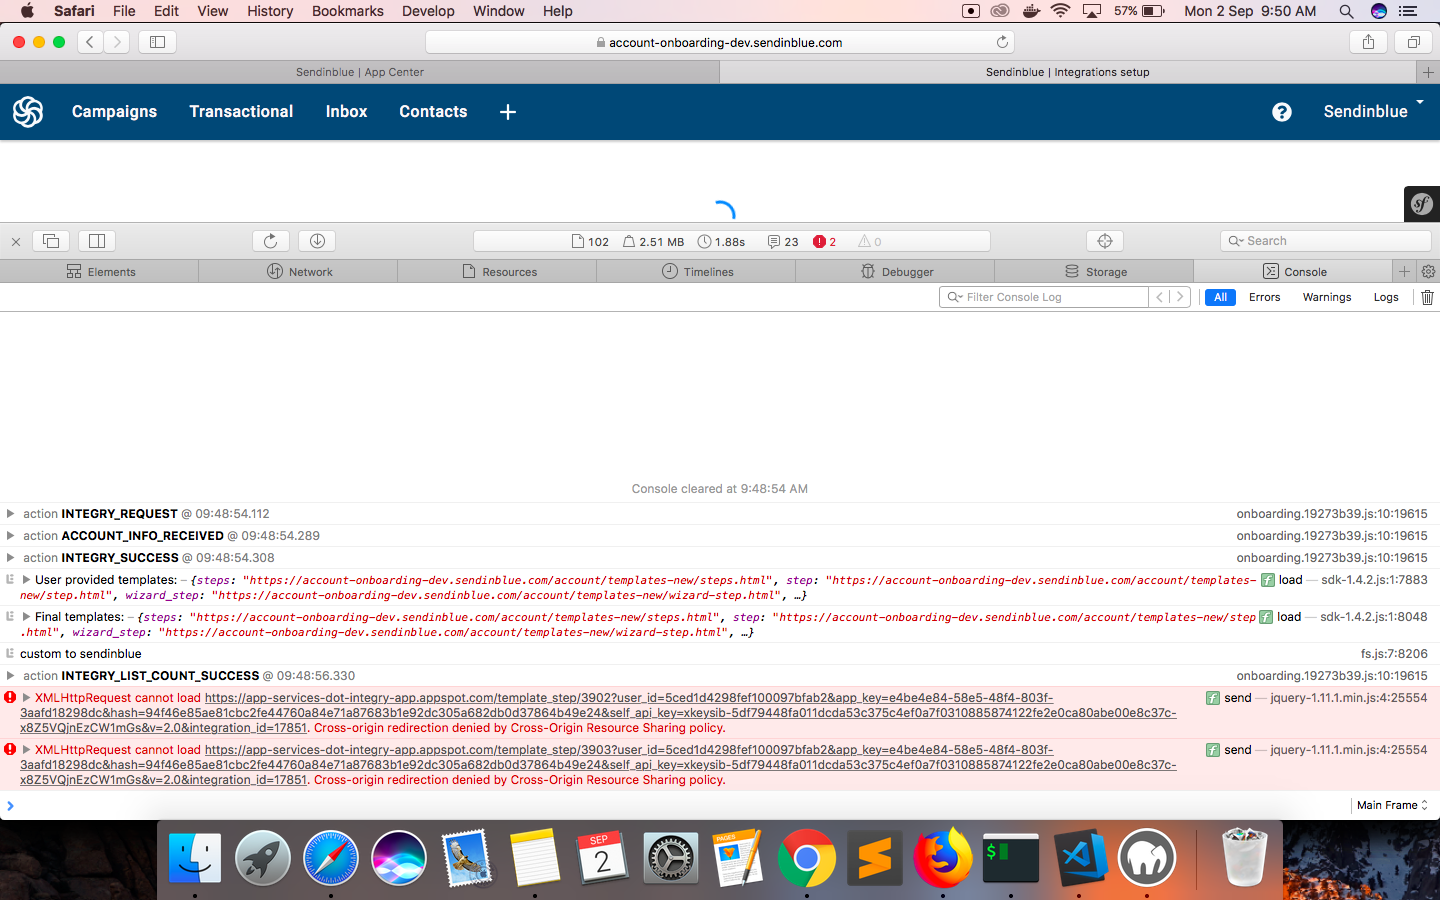 Safari File Edit View History Bookmarks Develop Window Help 57% Mon 2 Sep 9:50 AM
account-onboarding-dev.sendinblue.com
Sendinblue | App Center
Sendinblue | Integrations setup
Campaigns Transactional Inbox Contacts + ? Sendinblue
sf
102 2.51 MB 1.88s 23 2 0 Search
Elements Network Resources Timelines Debugger Storage Console
Filter Console Log All Errors Warnings Logs
Console cleared at 9:48:54 AM
action INTEGRY_REQUEST @ 09:48:54.112 onboarding.19273b39.js:10:19615
action ACCOUNT_INFO_RECEIVED @ 09:48:54.289 onboarding.19273b39.js:10:19615
action INTEGRY_SUCCESS @ 09:48:54.308 onboarding.19273b39.js:10:19615
User provided templates: – {steps: "https://account-onboarding-dev.sendinblue.com/account/templates-new/steps.html", step: "https://account-onboarding-dev.sendinblue.com/account/templates- f load — sdk-1.4.2.js:1:7883
new/step.html", wizard_step: "https://account-onboarding-dev.sendinblue.com/account/templates-new/wizard-step.html", …}
Final templates: – {steps: "https://account-onboarding-dev.sendinblue.com/account/templates-new/steps.html", step: "https://account-onboarding-dev.sendinblue.com/account/templates-new/step f load — sdk-1.4.2.js:1:8048
.html", wizard_step: "https://account-onboarding-dev.sendinblue.com/account/templates-new/wizard-step.html", …}
custom to sendinblue fs.js:7:8206
action INTEGRY_LIST_COUNT_SUCCESS @ 09:48:56.330 onboarding.19273b39.js:10:19615
XMLHttpRequest cannot load https://app-services-dot-integry-app.appspot.com/template_step/3902?user_id=5ced1d4298fef100097bfab2&app_key=e4be4e84-58e5-48f4-803f- f send — jquery-1.11.1.min.js:4:25554
3aafd18298dc&hash=94f46e85ae81cbc2fe44760a84e71a87683b1e92dc305a682db0d37864b49e24&self_api_key=xkeysib-5df79448fa011dcda53c375c4ef0a7f0310885874122fe2e0ca80abe00e8c37c-
x8Z5VQjnEzCW1mGs&v=2.0&integration_id=17851. Cross-origin redirection denied by Cross-Origin Resource Sharing policy.
XMLHttpRequest cannot load https://app-services-dot-integry-app.appspot.com/template_step/3903?user_id=5ced1d4298fef100097bfab2&app_key=e4be4e84-58e5-48f4-803f- f send — jquery-1.11.1.min.js:4:25554
3aafd18298dc&hash=94f46e85ae81cbc2fe44760a84e71a87683b1e92dc305a682db0d37864b49e24&self_api_key=xkeysib-5df79448fa011dcda53c375c4ef0a7f0310885874122fe2e0ca80abe00e8c37c-
x8Z5VQjnEzCW1mGs&v=2.0&integration_id=17851. Cross-origin redirection denied by Cross-Origin Resource Sharing policy.
Main Frame
SEP
2
PAGES
$